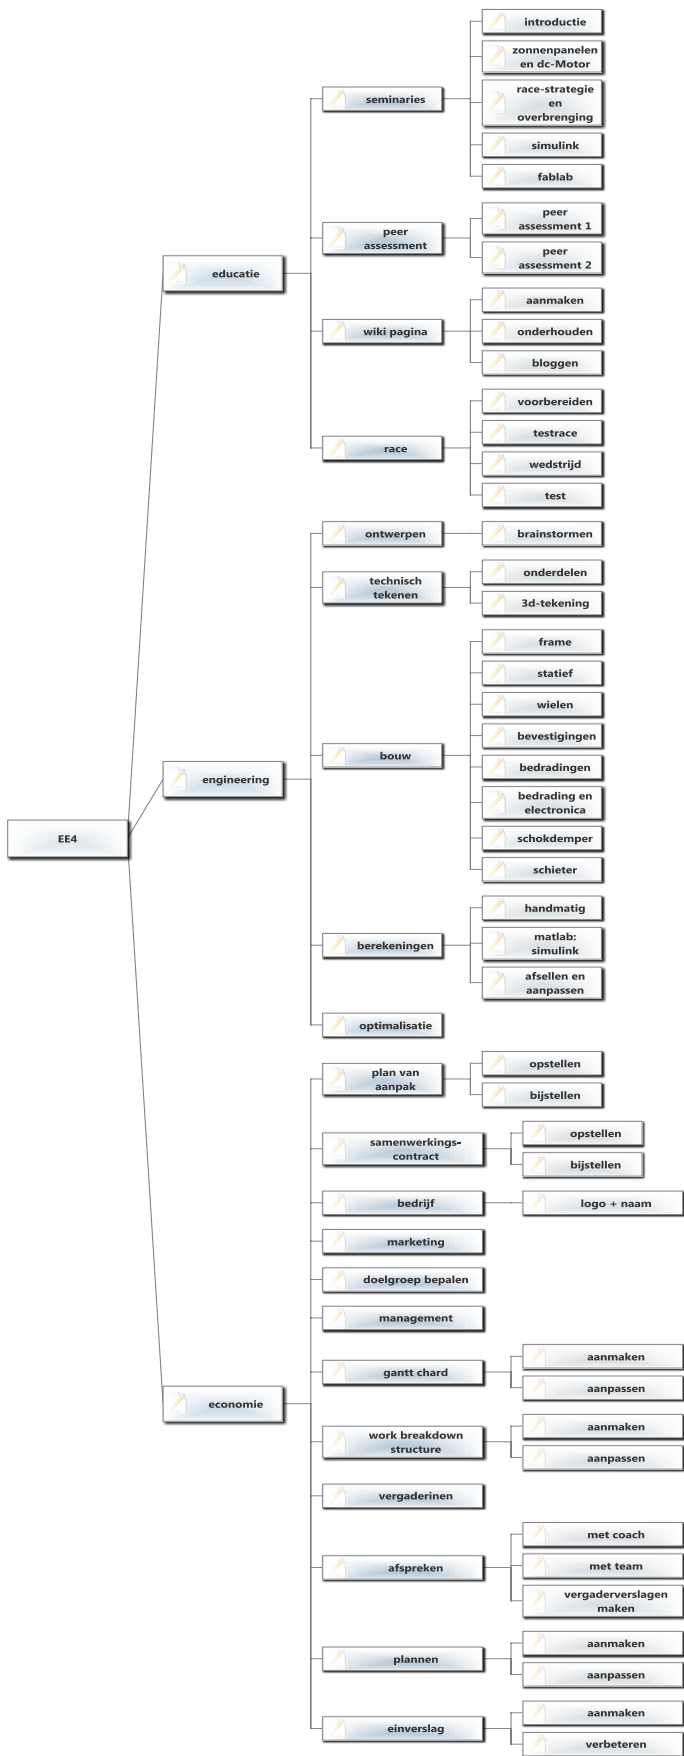 introductie
zonnenpanelen
en dc-Motor
seminaries
race-strategie
en
overbrenging
simulink
fablab
peer
assessment
peer
assessment 1
peer
assessment 2
educatie
wiki pagina
aanmaken
onderhouden
bloggen
race
voorbereiden
testrace
wedstrijd
test
ontwerpen
brainstormen
technisch
tekenen
onderdelen
3d-tekening
frame
statief
wielen
bevestigingen
bouw
bedradingen
engineering
bedrading en
electronica
EE4
schokdemper
schieter
berekeningen
handmatig
matlab:
simulink
afsellen en
aanpassen
optimalisatie
plan van
aanpak
opstellen
bijstellen
samenwerkings-
contract
opstellen
bijstellen
bedrijf
logo + naam
marketing
doelgroep bepalen
management
gantt chard
aanmaken
aanpassen
economie
work breakdown
structure
aanmaken
aanpassen
vergaderinen
afspreken
met coach
met team
vergaderverslagen
maken
plannen
aanmaken
aanpassen
einverslag
aanmaken
verbeteren